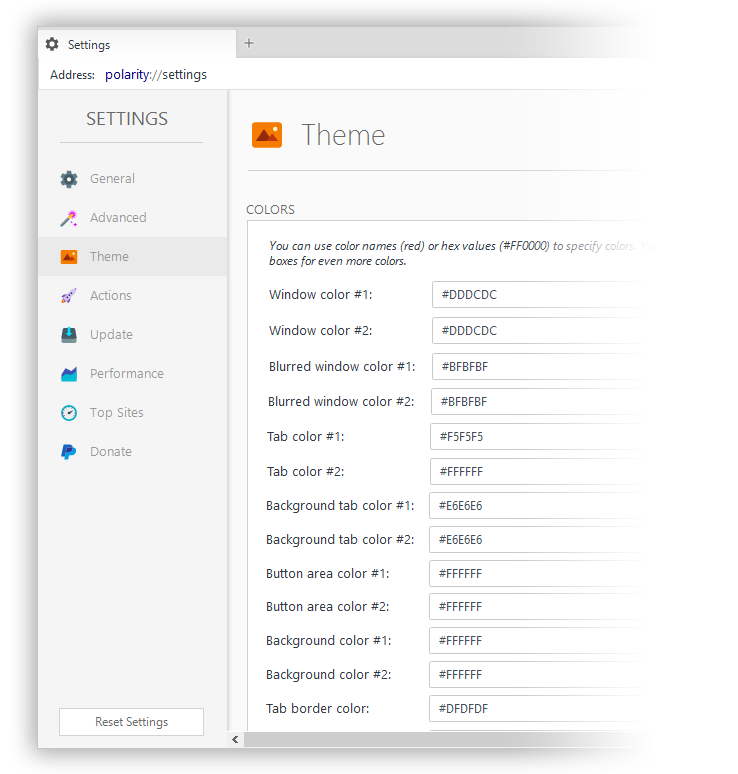 Settings
Address: polarity://settings
SETTINGS
General
Advanced
Theme
Actions
Update
Performance
Top Sites
Donate
Reset Settings
Theme
COLORS
You can use color names (red) or hex values (#FF0000) to specify colors.
boxes for even more colors.
Window color #1: #DDDCDC
Window color #2: #DDDCDC
Blurred window color #1: #BFBFBF
Blurred window color #2: #BFBFBF
Tab color #1: #F5F5F5
Tab color #2: #FFFFFF
Background tab color #1: #E6E6E6
Background tab color #2: #E6E6E6
Button area color #1: #FFFFFF
Button area color #2: #FFFFFF
Background color #1: #FFFFFF
Background color #2: #FFFFFF
Tab border color: #DFDFDF